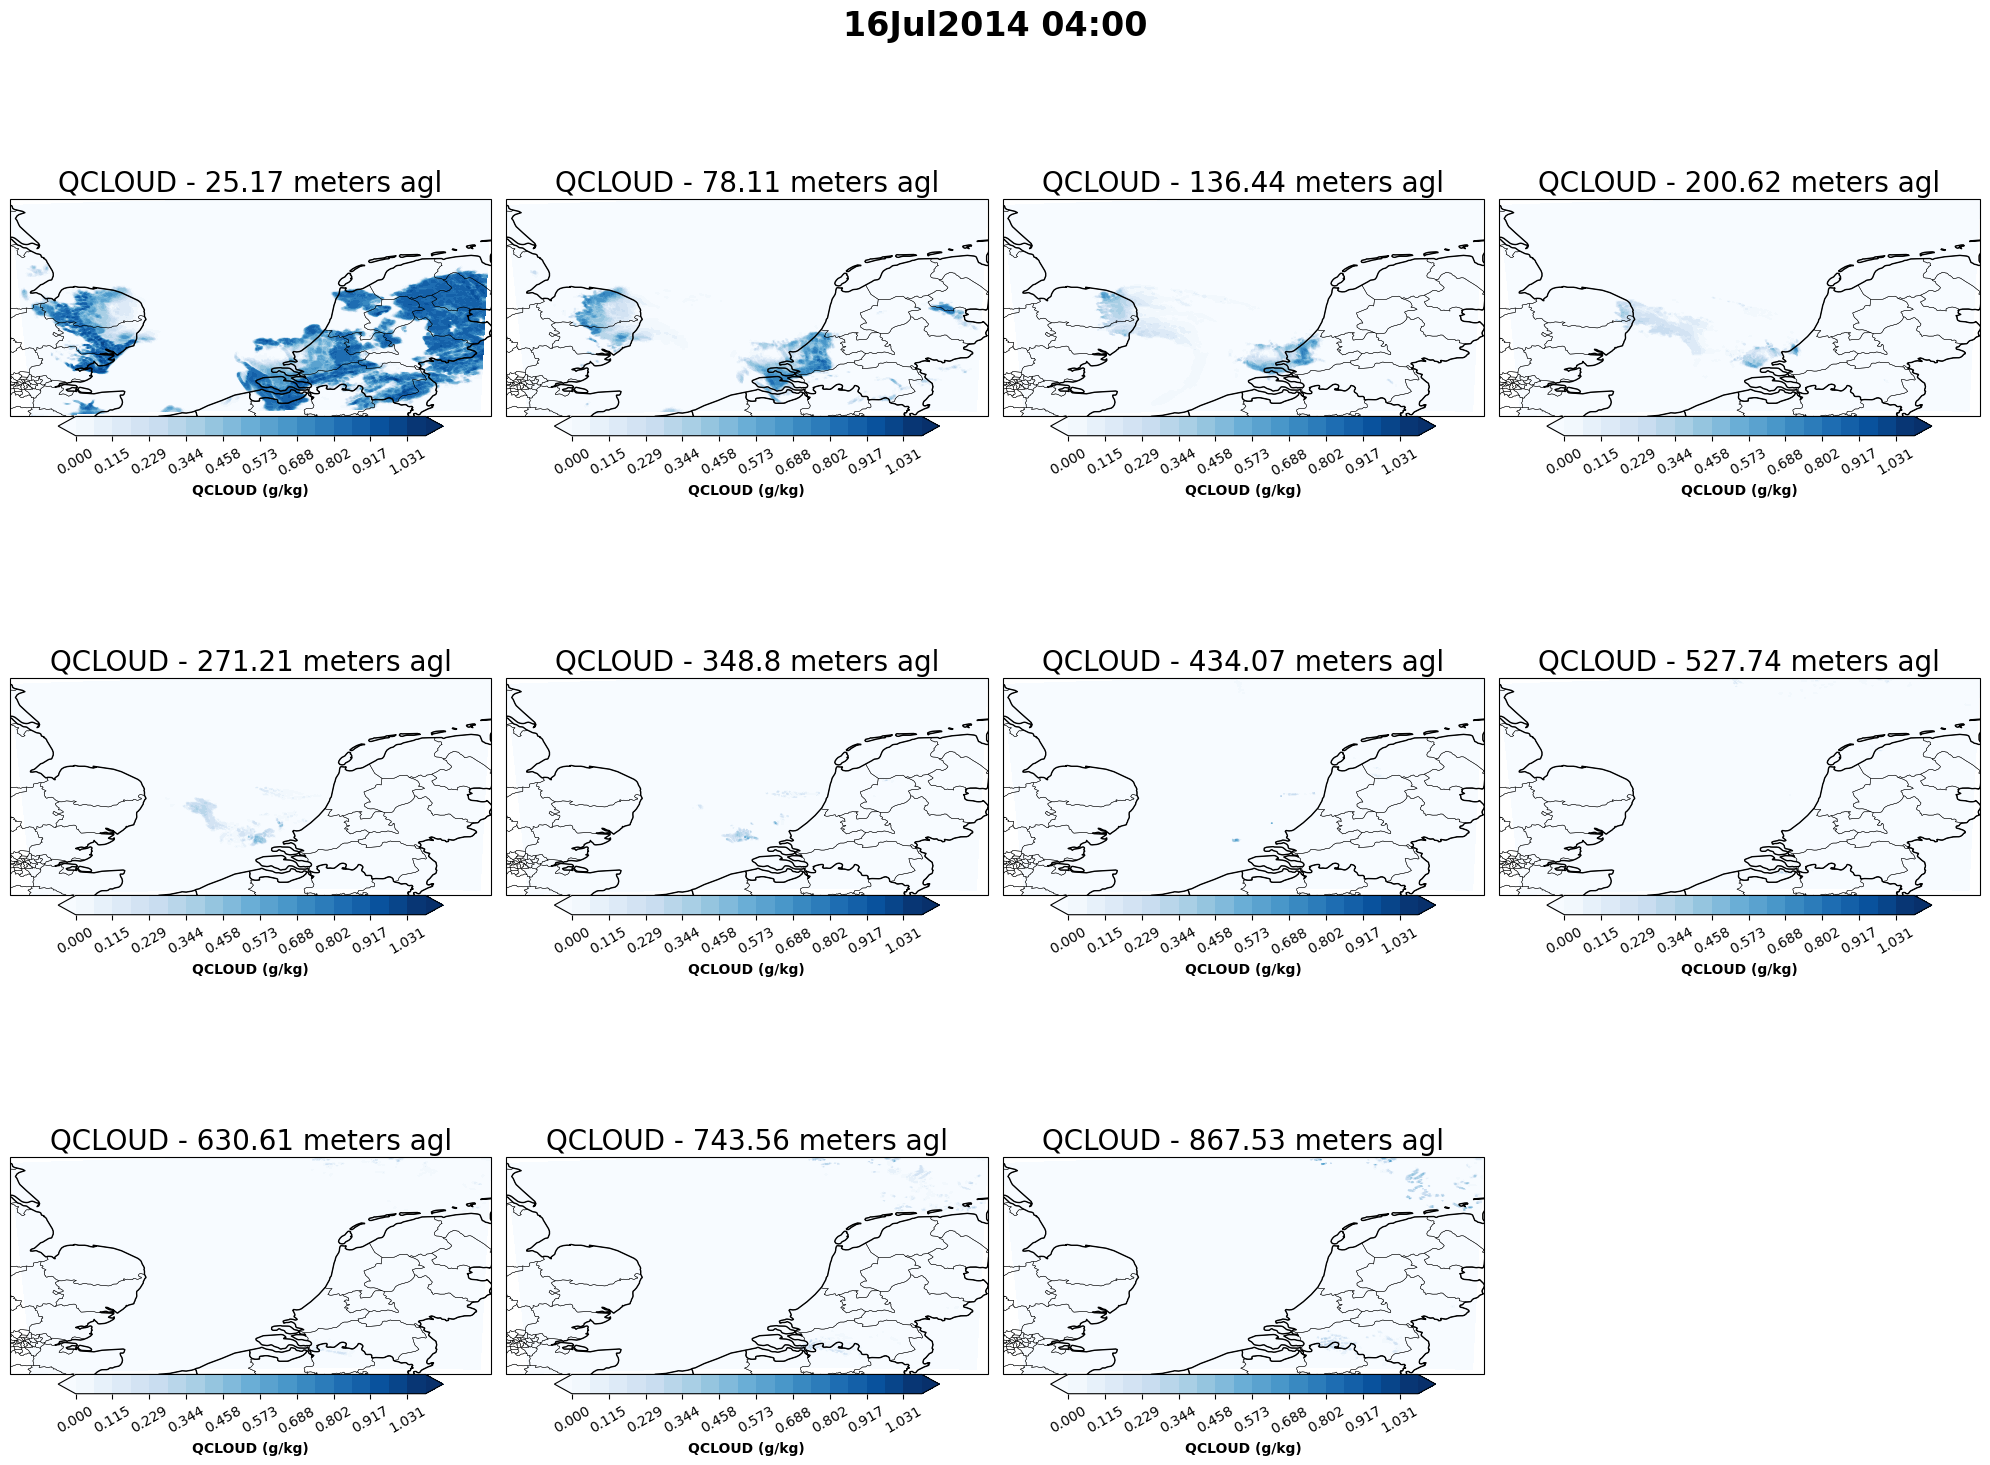 16Jul2014 04:00
QCLOUD - 25.17 meters agl
QCLOUD - 78.11 meters agl
QCLOUD - 136.44 meters agl
QCLOUD - 200.62 meters agl
0.000 0.115 0.229 0.344 0.458 0.573 0.688 0.802 0.917 1.031
0.000 0.115 0.229 0.344 0.458 0.573 0.688 0.802 0.917 1.031
0.000 0.115 0.229 0.344 0.458 0.573 0.688 0.802 0.917 1.031
0.000 0.115 0.229 0.344 0.458 0.573 0.688 0.802 0.917 1.031
QCLOUD (g/kg)
QCLOUD (g/kg)
QCLOUD (g/kg)
QCLOUD (g/kg)
QCLOUD - 271.21 meters agl
QCLOUD - 348.8 meters agl
QCLOUD - 434.07 meters agl
QCLOUD - 527.74 meters agl
0.000 0.115 0.229 0.344 0.458 0.573 0.688 0.802 0.917 1.031
0.000 0.115 0.229 0.344 0.458 0.573 0.688 0.802 0.917 1.031
0.000 0.115 0.229 0.344 0.458 0.573 0.688 0.802 0.917 1.031
0.000 0.115 0.229 0.344 0.458 0.573 0.688 0.802 0.917 1.031
QCLOUD (g/kg)
QCLOUD (g/kg)
QCLOUD (g/kg)
QCLOUD (g/kg)
QCLOUD - 630.61 meters agl
QCLOUD - 743.56 meters agl
QCLOUD - 867.53 meters agl
0.000 0.115 0.229 0.344 0.458 0.573 0.688 0.802 0.917 1.031
0.000 0.115 0.229 0.344 0.458 0.573 0.688 0.802 0.917 1.031
0.000 0.115 0.229 0.344 0.458 0.573 0.688 0.802 0.917 1.031
QCLOUD (g/kg)
QCLOUD (g/kg)
QCLOUD (g/kg)